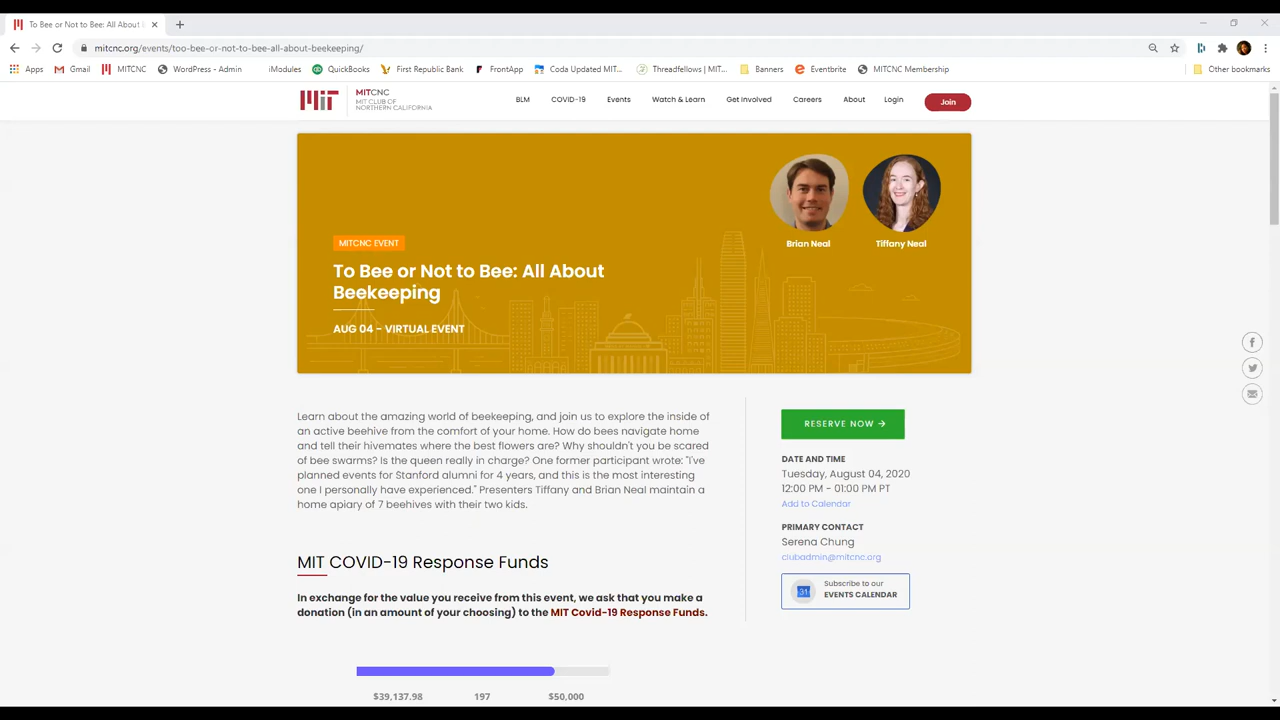 To Bee or Not to Bee: All About
mitcnc.org/events/too-bee-or-not-to-bee-all-about-beekeeping/
Apps Gmail MITCNC WordPress - Admin iModules QuickBooks First Republic Bank FrontApp Coda Updated MIT... Threadfellows | MIT... Banners Eventbrite MITCNC Membership Other bookmarks
MIT
MITCNC
MIT CLUB OF
NORTHERN CALIFORNIA
BLM COVID-19 Events Watch & Learn Get Involved Careers About Login Join
Brian Neal Tiffany Neal
MITCNC EVENT
To Bee or Not to Bee: All About
Beekeeping
AUG 04 - VIRTUAL EVENT
Learn about the amazing world of beekeeping, and join us to explore the inside of
an active beehive from the comfort of your home. How do bees navigate home
and tell their hivemates where the best flowers are? Why shouldn't you be scared
of bee swarms? Is the queen really in charge? One former participant wrote: "I've
planned events for Stanford alumni for 4 years, and this is the most interesting
one I personally have experienced." Presenters Tiffany and Brian Neal maintain a
home apiary of 7 beehives with their two kids.
MIT COVID-19 Response Funds
In exchange for the value you receive from this event, we ask that you make a
donation (in an amount of your choosing) to the MIT Covid-19 Response Funds.
$39,137.98 197 $50,000
RESERVE NOW →
DATE AND TIME
Tuesday, August 04, 2020
12:00 PM - 01:00 PM PT
Add to Calendar
PRIMARY CONTACT
Serena Chung
clubadmin@mitcnc.org
31
Subscribe to our
EVENTS CALENDAR